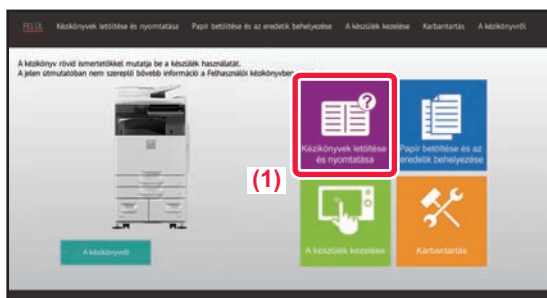 FELÜL Kézikönyvek letöltése és nyomtatása Papír betöltése és az eredetik behelyezése A készülék kezelése Karbantartás A kézikönyvről
A kézikönyv rövid ismertetőkkel mutatja be a készülék használatát.
A jelen útmutatóban nem szereplő bővebb információ a Felhasználói kézikönyvben
Kézikönyvek letöltése
és nyomtatása
Papír betöltése és az
eredetik behelyezése
(1)
A kézikönyvről
A készülék kezelése
Karbantartás